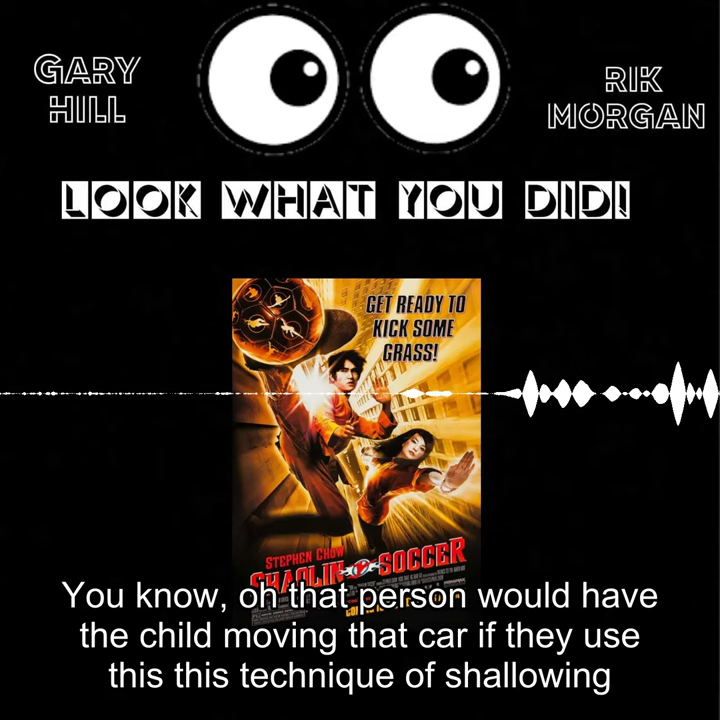 GARY
HILL
RIK
MORGAN
LOOK WHAT YOU DID!
GET READY TO
KICK SOME
GRASS!
STEPHEN CHOW
SHAOLIN SOCCER
You know, oh that person would have
the child moving that car if they use
this this technique of shallowing